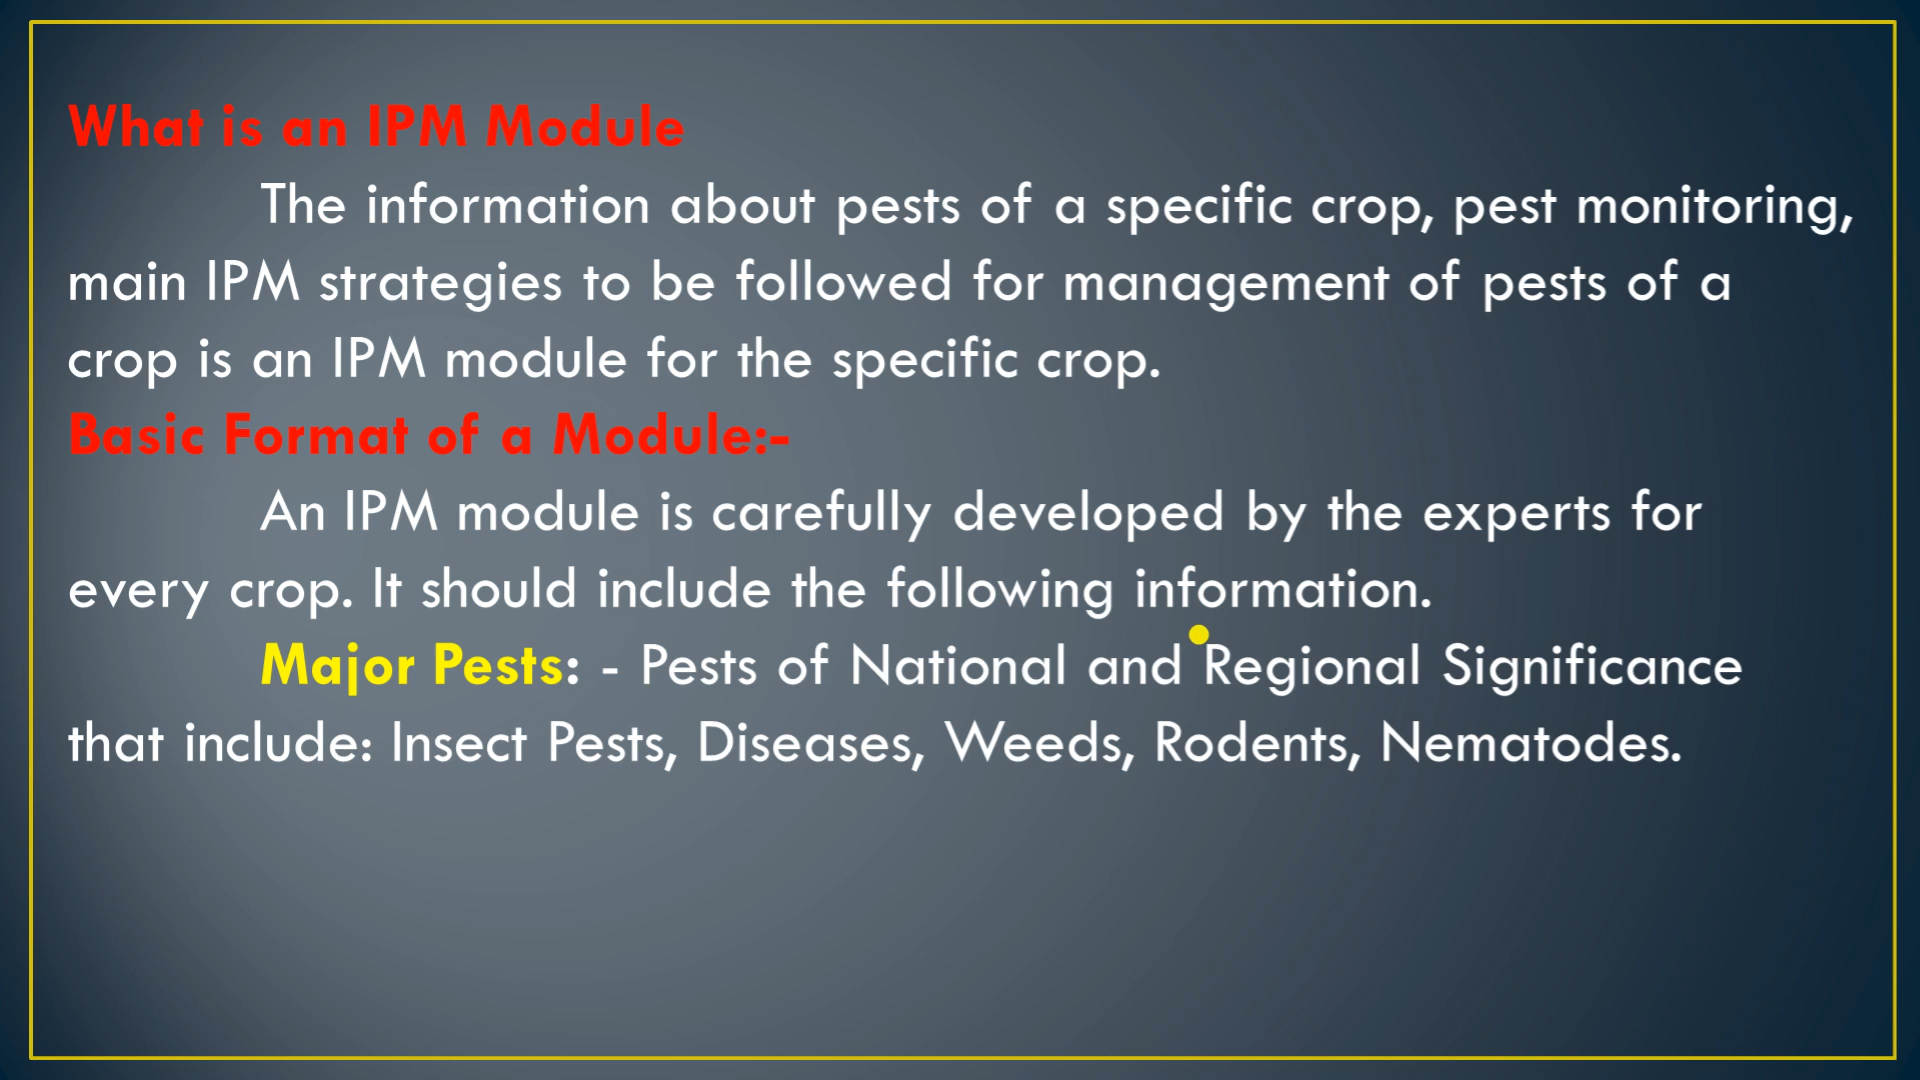 What is an IPM Module
The information about pests of a specific crop, pest monitoring,
main IPM strategies to be followed for management of pests of a
crop is an IPM module for the specific crop.
Basic Format of a Module:-
An IPM module is carefully developed by the experts for
every crop. It should include the following information.
Major Pests: - Pests of National and Regional Significance
that include: Insect Pests, Diseases, Weeds, Rodents, Nematodes.